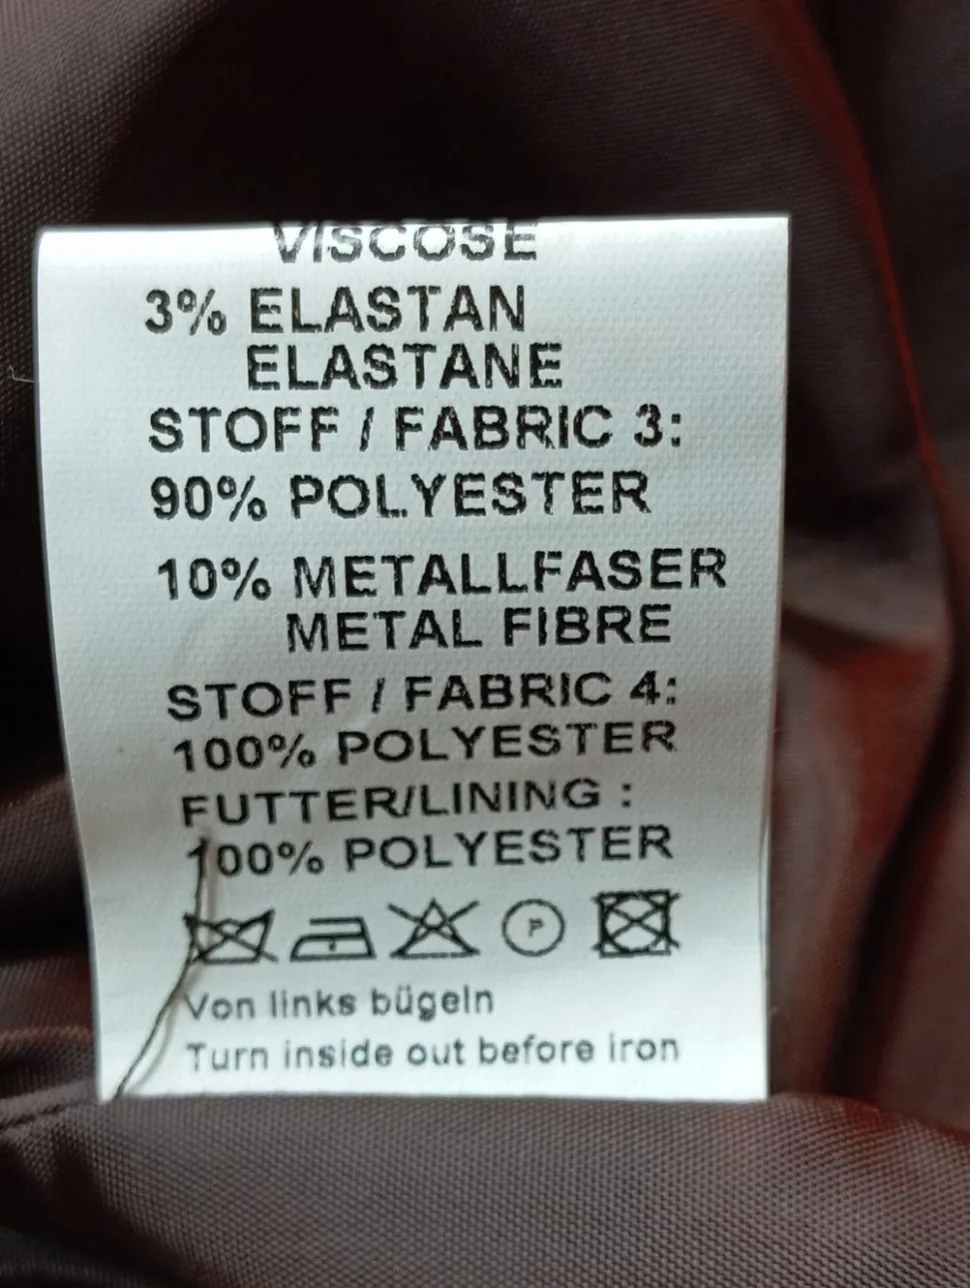 VISCOSE
3% ELASTAN
ELASTANE
STOFF / FABRIC 3:
90% POLYESTER
10% METALLFASER
METAL FIBRE
STOFF / FABRIC 4:
100% POLYESTER
FUTTER/LINING :
100% POLYESTER
P
Von links bügeln
Turn inside out before iron